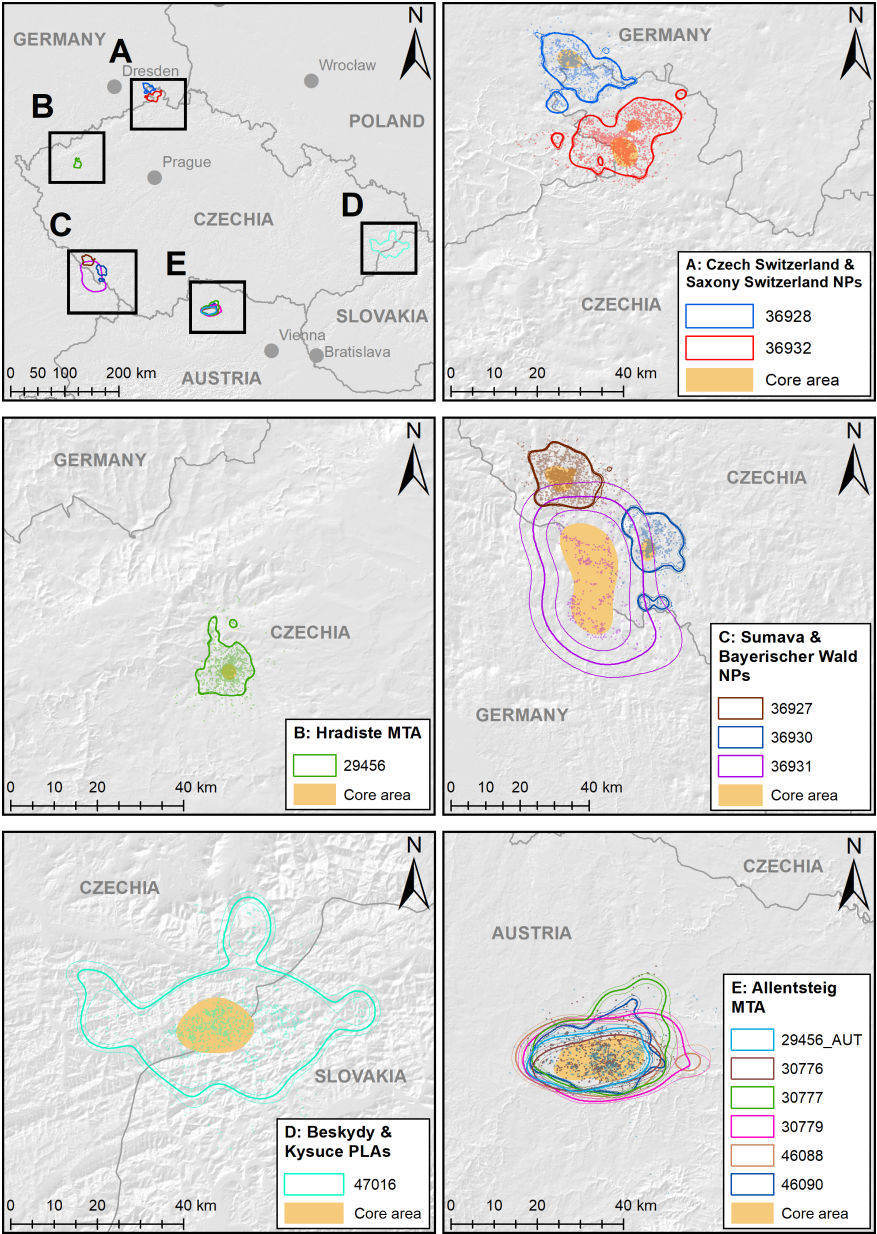 GERMANY
A
N
Dresden
Wrocław
B
POLAND
Prague
CZECHIA
C
D
E
SLOVAKIA
Vienna
Bratislava
AUSTRIA
0 50 100 200 km
GERMANY
N
CZECHIA
A: Czech Switzerland &
Saxony Switzerland NPs
36928
36932
Core area
0 20 40 km
GERMANY
N
CZECHIA
B: Hradiste MTA
29456
Core area
0 10 20 40 km
N
CZECHIA
GERMANY
C: Sumava &
Bayerischer Wald
NPs
36927
36930
36931
Core area
0 10 20 40 km
N
CZECHIA
SLOVAKIA
D: Beskydy &
Kysuce PLAs
47016
Core area
0 10 20 40 km
CZECHIA
N
AUSTRIA
E: Allentsteig
MTA
29456_AUT
30776
30777
30779
46088
46090
Core area
0 10 20 40 km